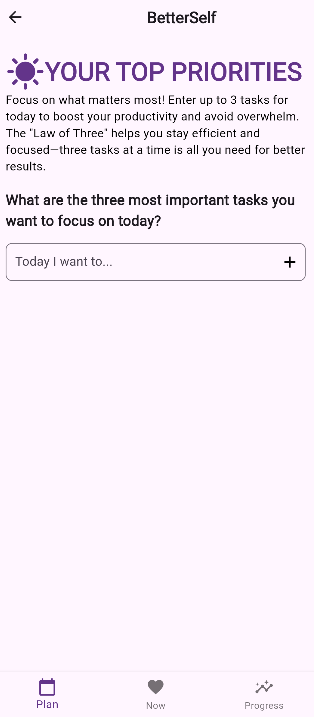 BetterSelf
YOUR TOP PRIORITIES
Focus on what matters most! Enter up to 3 tasks for
today to boost your productivity and avoid overwhelm.
The "Law of Three" helps you stay efficient and
focused—three tasks at a time is all you need for better
results.
What are the three most important tasks you
want to focus on today?
Today I want to...
Plan
Now
Progress